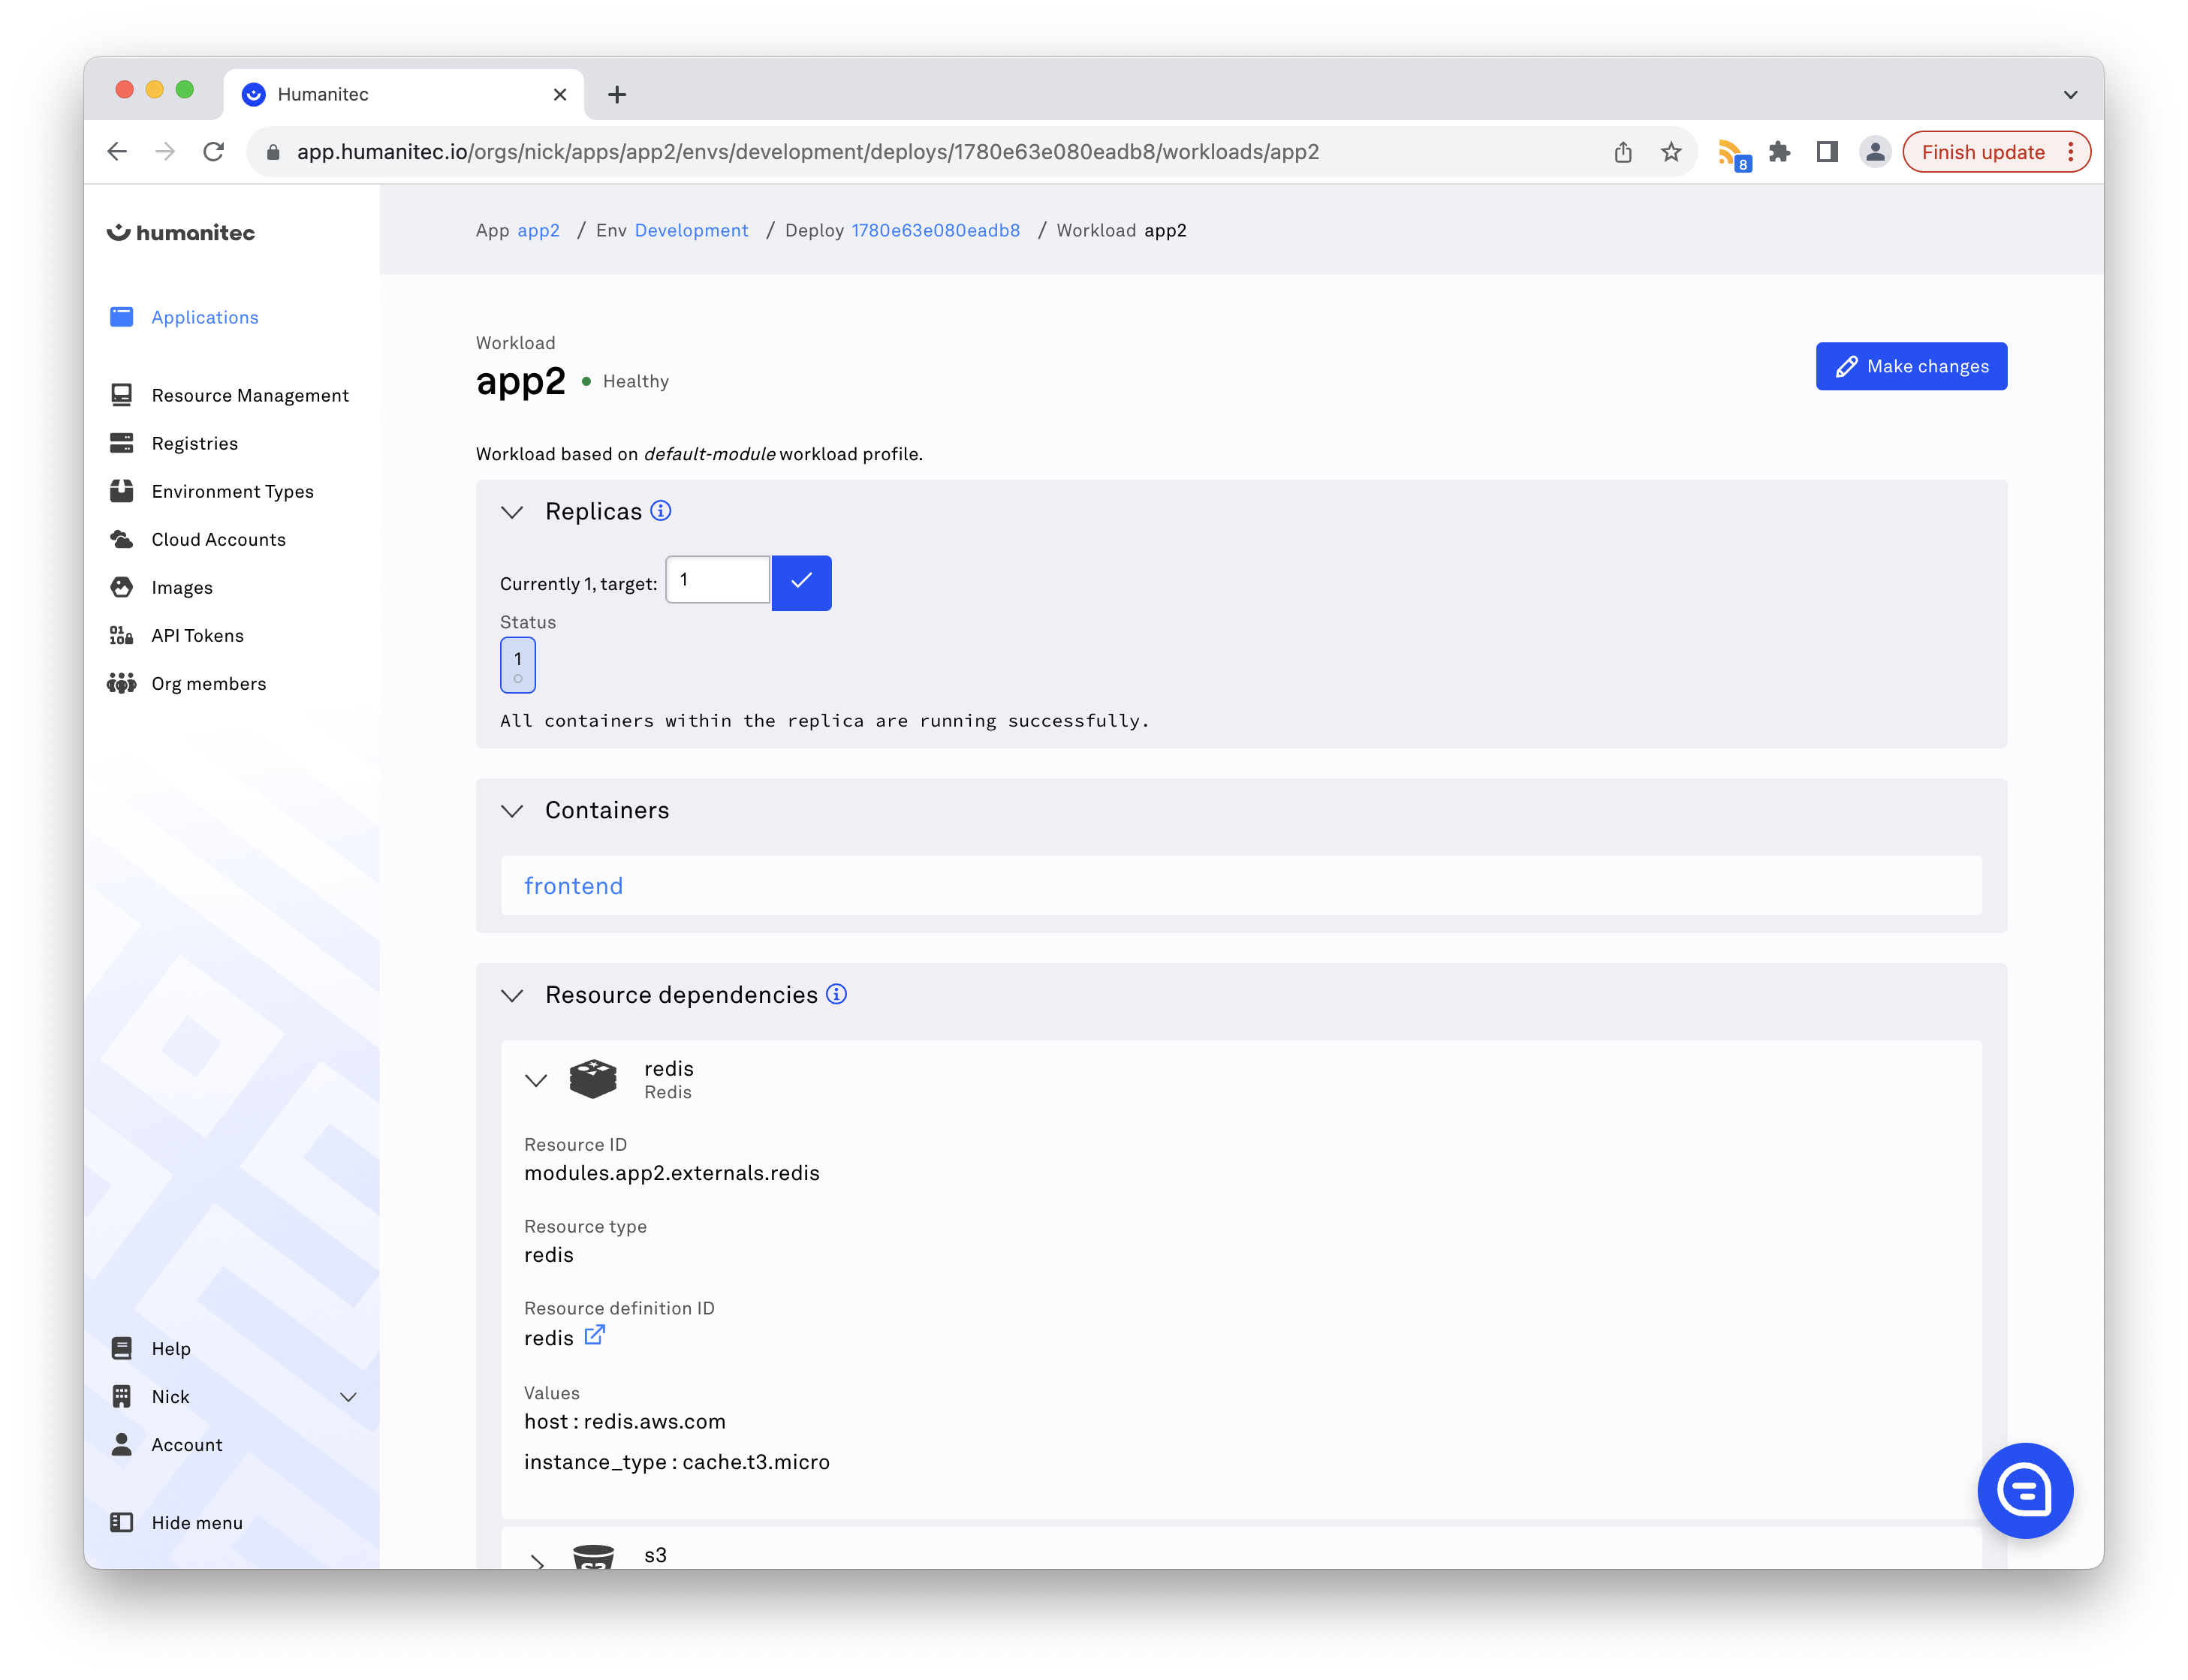 Humanitec
app.humanitec.io/orgs/nick/apps/app2/envs/development/deploys/1780e63e080eadb8/workloads/app2
8
Finish update
humanitec
App app2 / Env Development / Deploy 1780e63e080eadb8 / Workload app2
Applications
Resource Management
Registries
Environment Types
Cloud Accounts
Images
API Tokens
Org members
Help
Nick
Account
Hide menu
Workload
app2 Healthy
Make changes
Workload based on default-module workload profile.
Replicas
Currently 1, target: 1
Status
1
All containers within the replica are running successfully.
Containers
frontend
Resource dependencies
redis
Redis
Resource ID
modules.app2.externals.redis
Resource type
redis
Resource definition ID
redis
Values
host : redis.aws.com
instance_type : cache.t3.micro
s3